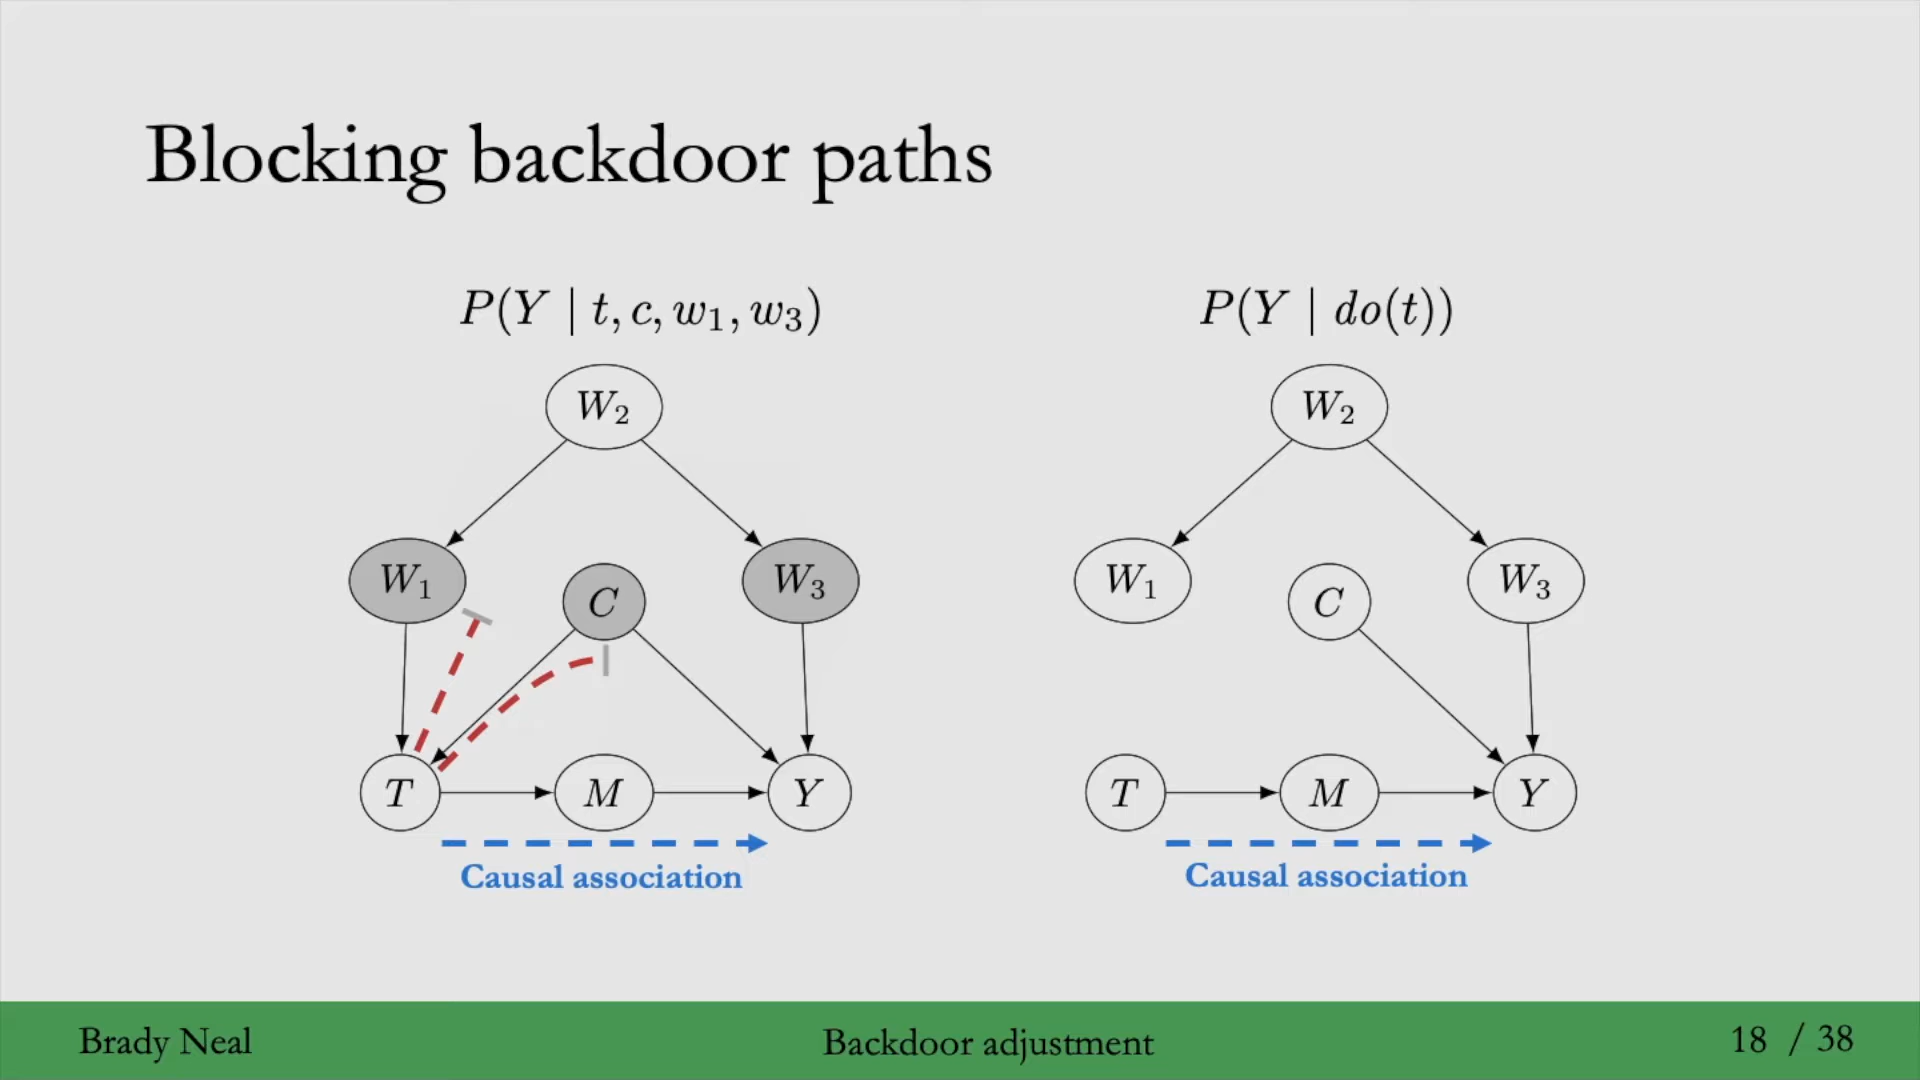 Blocking backdoor paths
P(Y | t, c, w₁, w₃)
P(Y | do(t))
W₂
W₂
W₁
C
W₃
W₁
C
W₃
T
M
Y
T
M
Y
Causal association
Causal association
Brady Neal
Backdoor adjustment
18 / 38